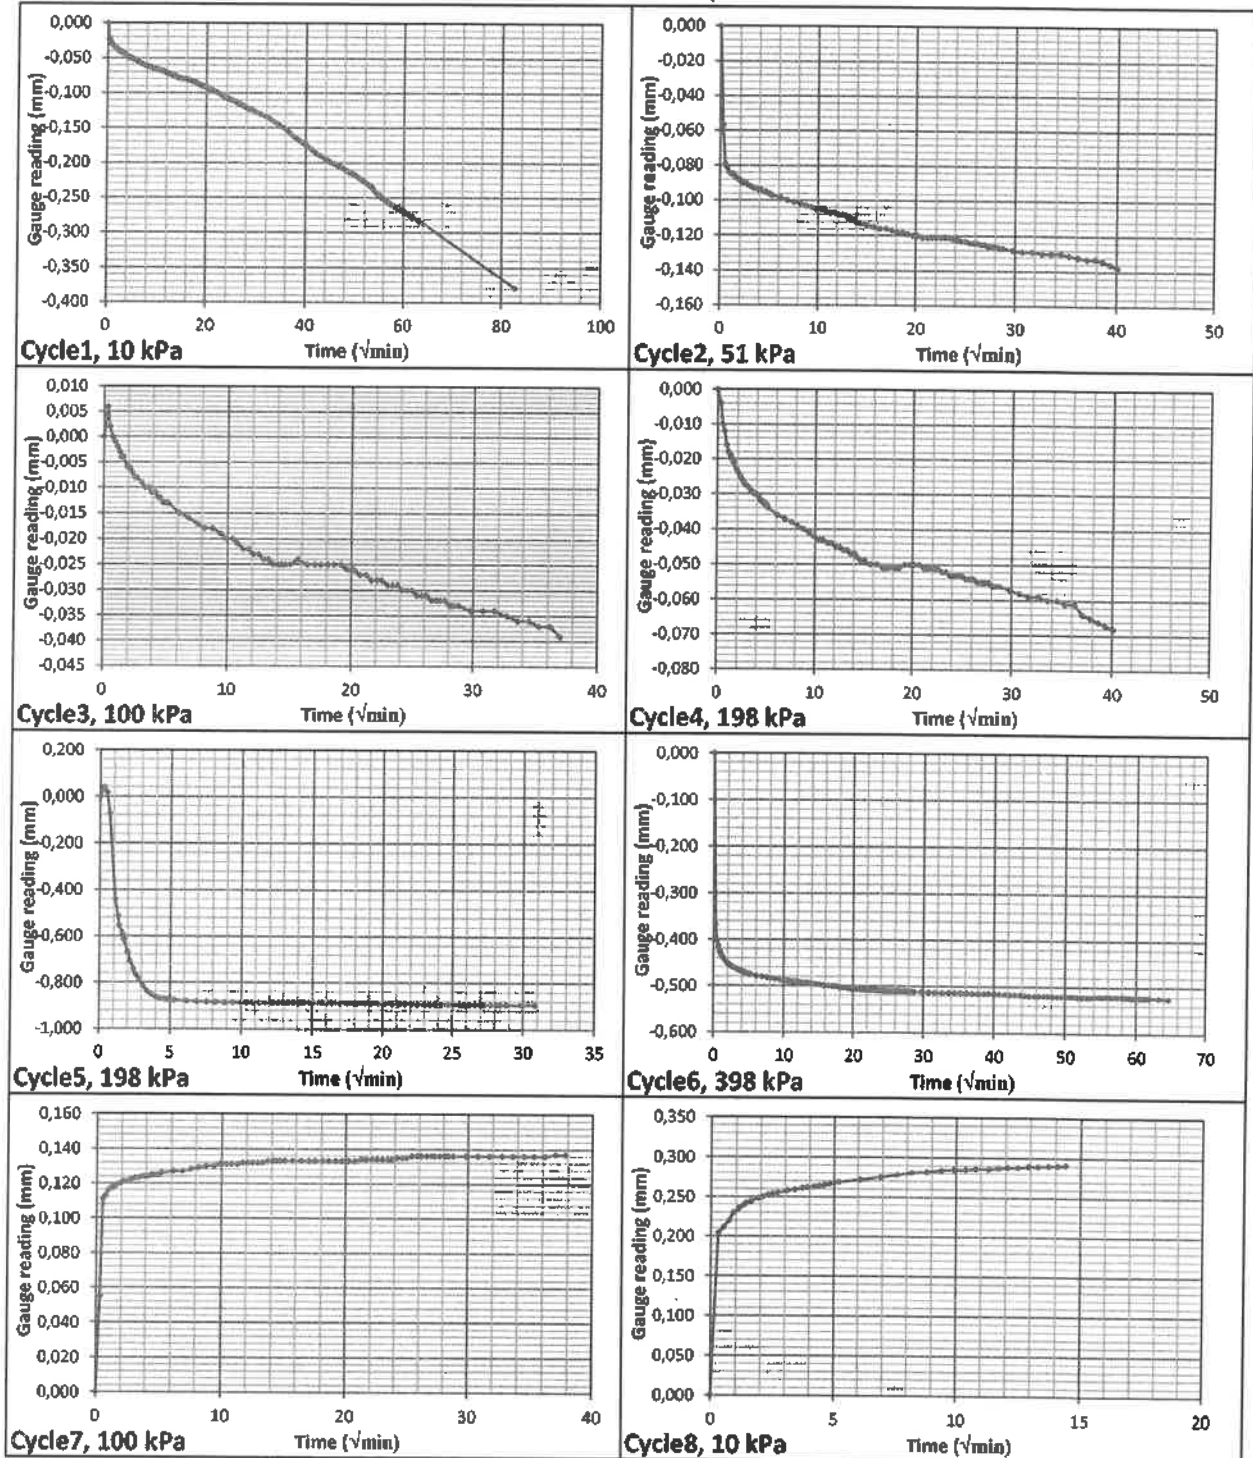 Gauge reading (mm)
0,000
-0,050
-0,100
-0,150
-0,200
-0,250
-0,300
-0,350
-0,400
0 20 40 60 80 100
Cycle1, 10 kPa Time (√min)
Gauge reading (mm)
0,000
-0,020
-0,040
-0,060
-0,080
-0,100
-0,120
-0,140
-0,160
0 10 20 30 40 50
Cycle2, 51 kPa Time (√min)
Gauge reading (mm)
0,010
0,005
0,000
-0,005
-0,010
-0,015
-0,020
-0,025
-0,030
-0,035
-0,040
-0,045
0 10 20 30 40
Cycle3, 100 kPa Time (√min)
Gauge reading (mm)
0,000
-0,010
-0,020
-0,030
-0,040
-0,050
-0,060
-0,070
-0,080
0 10 20 30 40 50
Cycle4, 198 kPa Time (√min)
Gauge reading (mm)
0,200
0,000
-0,200
-0,400
-0,600
-0,800
-1,000
0 5 10 15 20 25 30 35
Cycle5, 198 kPa Time (√min)
Gauge reading (mm)
0,000
-0,100
-0,200
-0,300
-0,400
-0,500
-0,600
0 10 20 30 40 50 60 70
Cycle6, 398 kPa Time (√min)
Gauge reading (mm)
0,160
0,140
0,120
0,100
0,080
0,060
0,040
0,020
0,000
0 10 20 30 40
Cycle7, 100 kPa Time (√min)
Gauge reading (mm)
0,350
0,300
0,250
0,200
0,150
0,100
0,050
0,000
0 5 10 15 20
Cycle8, 10 kPa Time (√min)